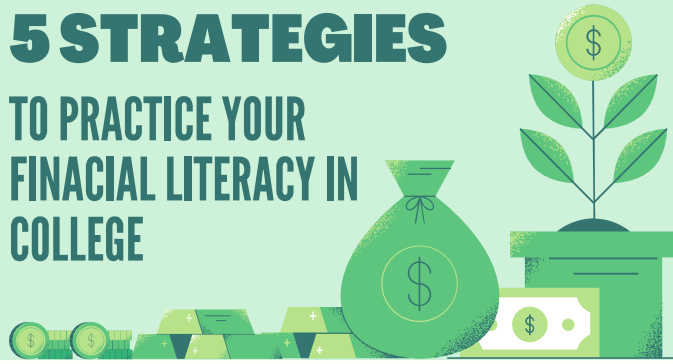 5 STRATEGIES
TO PRACTICE YOUR
FINACIAL LITERACY IN
COLLEGE
$
$
$
$
$